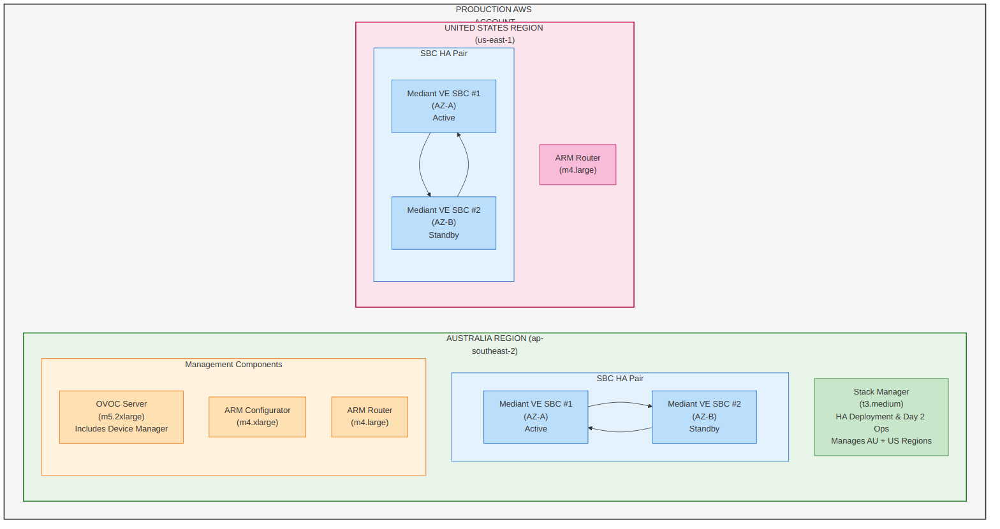 PRODUCTION AWS
ACCOUNT
UNITED STATES REGION
(us-east-1)
SBC HA Pair
Mediant VE SBC #1
(AZ-A)
Active
ARM Router
(m4.large)
Mediant VE SBC #2
(AZ-B)
Standby
AUSTRALIA REGION (ap-
southeast-2)
Management Components
OVOC Server
(m5.2xlarge)
Includes Device Manager
ARM Configurator
(m4.xlarge)
ARM Router
(m4.large)
SBC HA Pair
Mediant VE SBC #1
(AZ-A)
Active
Mediant VE SBC #2
(AZ-B)
Standby
Stack Manager
(t3.medium)
HA Deployment & Day 2
Ops
Manages AU + US Regions